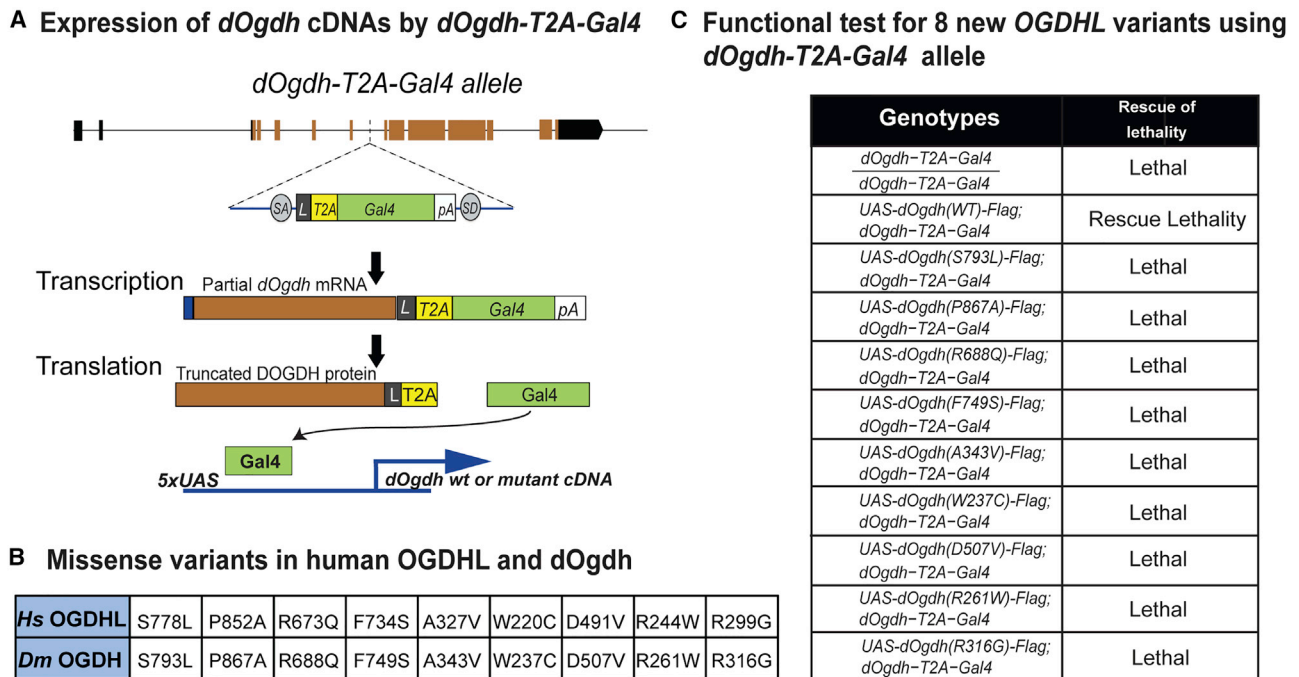 A Expression of dOgdh cDNAs by dOgdh-T2A-Gal4
dOgdh-T2A-Gal4 allele
SA L T2A Gal4 pA SD
Transcription
Partial dOgdh mRNA
L T2A Gal4 pA
Translation
Truncated DOGDH protein
L T2A Gal4
Gal4
5xUAS
dOgdh wt or mutant cDNA
B Missense variants in human OGDHL and dOgdh
Hs OGDHL S778L P852A R673Q F734S A327V W220C D491V R244W R299G
Dm OGDH S793L P867A R688Q F749S A343V W237C D507V R261W R316G
C Functional test for 8 new OGDHL variants using
dOgdh-T2A-Gal4 allele
Genotypes
Rescue of
lethality
dOgdh–T2A–Gal4
dOgdh–T2A–Gal4
Lethal
UAS-dOgdh(WT)-Flag;
dOgdh–T2A–Gal4
Rescue Lethality
UAS-dOgdh(S793L)-Flag;
dOgdh–T2A–Gal4
Lethal
UAS-dOgdh(P867A)-Flag;
dOgdh–T2A–Gal4
Lethal
UAS-dOgdh(R688Q)-Flag;
dOgdh–T2A–Gal4
Lethal
UAS-dOgdh(F749S)-Flag;
dOgdh–T2A–Gal4
Lethal
UAS-dOgdh(A343V)-Flag;
dOgdh–T2A–Gal4
Lethal
UAS-dOgdh(W237C)-Flag;
dOgdh–T2A–Gal4
Lethal
UAS-dOgdh(D507V)-Flag;
dOgdh–T2A–Gal4
Lethal
UAS-dOgdh(R261W)-Flag;
dOgdh–T2A–Gal4
Lethal
UAS-dOgdh(R316G)-Flag;
dOgdh–T2A–Gal4
Lethal